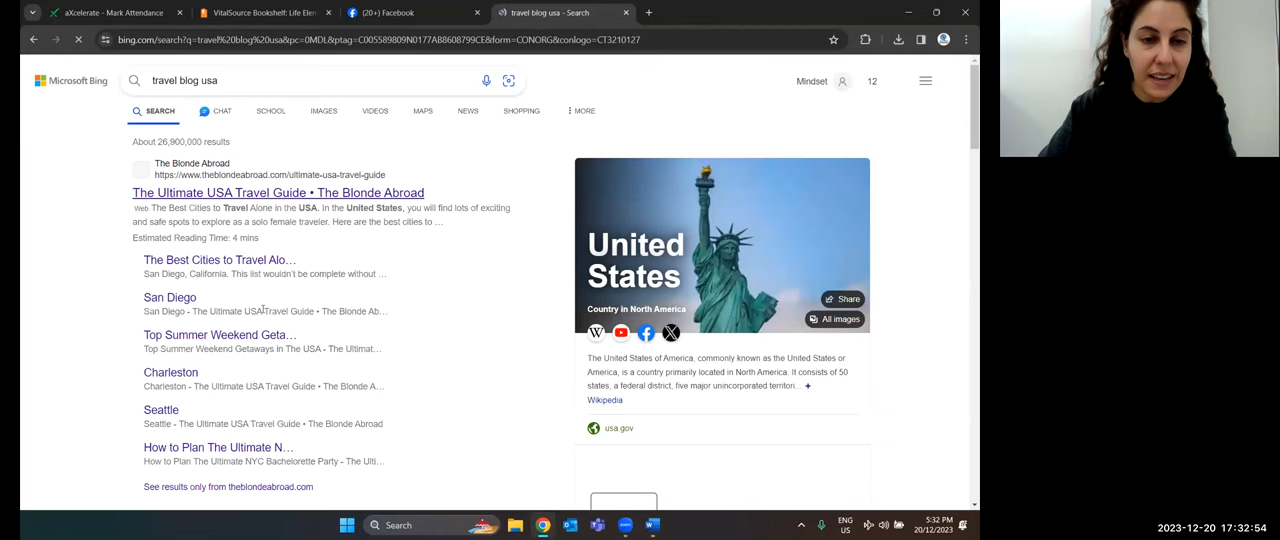 aXcelerate - Mark Attendance
VitalSource Bookshelf: Life Elen
(20+) Facebook
travel blog usa - Search
bing.com/search?q=travel%20blog%20usa&pc=0MDL&ptag=C005589809N0177AB8608799CE&form=CONORG&conlogo=CT3210127
Microsoft Bing
travel blog usa
Mindset
12
SEARCH
CHAT
SCHOOL
IMAGES
VIDEOS
MAPS
NEWS
SHOPPING
MORE
About 26,900,000 results
The Blonde Abroad
https://www.theblondeabroad.com/ultimate-usa-travel-guide
The Ultimate USA Travel Guide • The Blonde Abroad
Web The Best Cities to Travel Alone in the USA. In the United States, you will find lots of exciting
and safe spots to explore as a solo female traveler. Here are the best cities to …
Estimated Reading Time: 4 mins
The Best Cities to Travel Alo…
San Diego, California. This list wouldn't be complete without …
San Diego
San Diego - The Ultimate USA Travel Guide • The Blonde Ab…
Top Summer Weekend Geta…
Top Summer Weekend Getaways in The USA - The Ultimat…
Charleston
Charleston - The Ultimate USA Travel Guide • The Blonde A…
Seattle
Seattle - The Ultimate USA Travel Guide • The Blonde Abroad
How to Plan The Ultimate N…
How to Plan The Ultimate NYC Bachelorette Party - The Ulti…
See results only from theblondeabroad.com
United
States
Country in North America
Share
All images
W
X
The United States of America, commonly known as the United States or
America, is a country primarily located in North America. It consists of 50
states, a federal district, five major unincorporated territori… +
Wikipedia
usa.gov
Search
ENG
US
5:32 PM
20/12/2023
2023-12-20 17:32:54